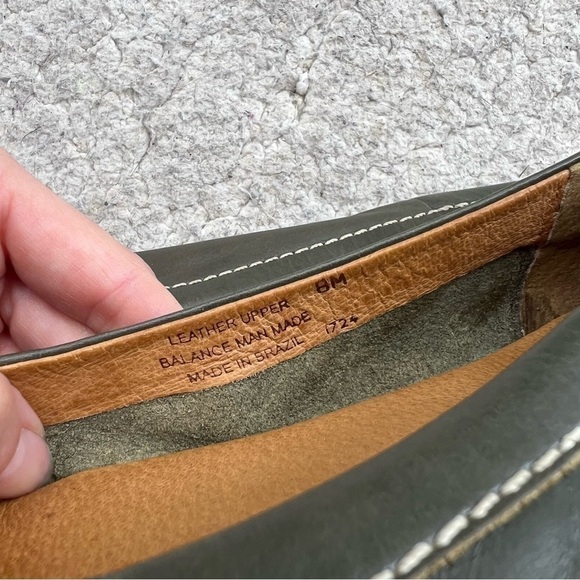 LEATHER UPPER 8M
BALANCE MAN MADE 1724
MADE IN BRAZIL